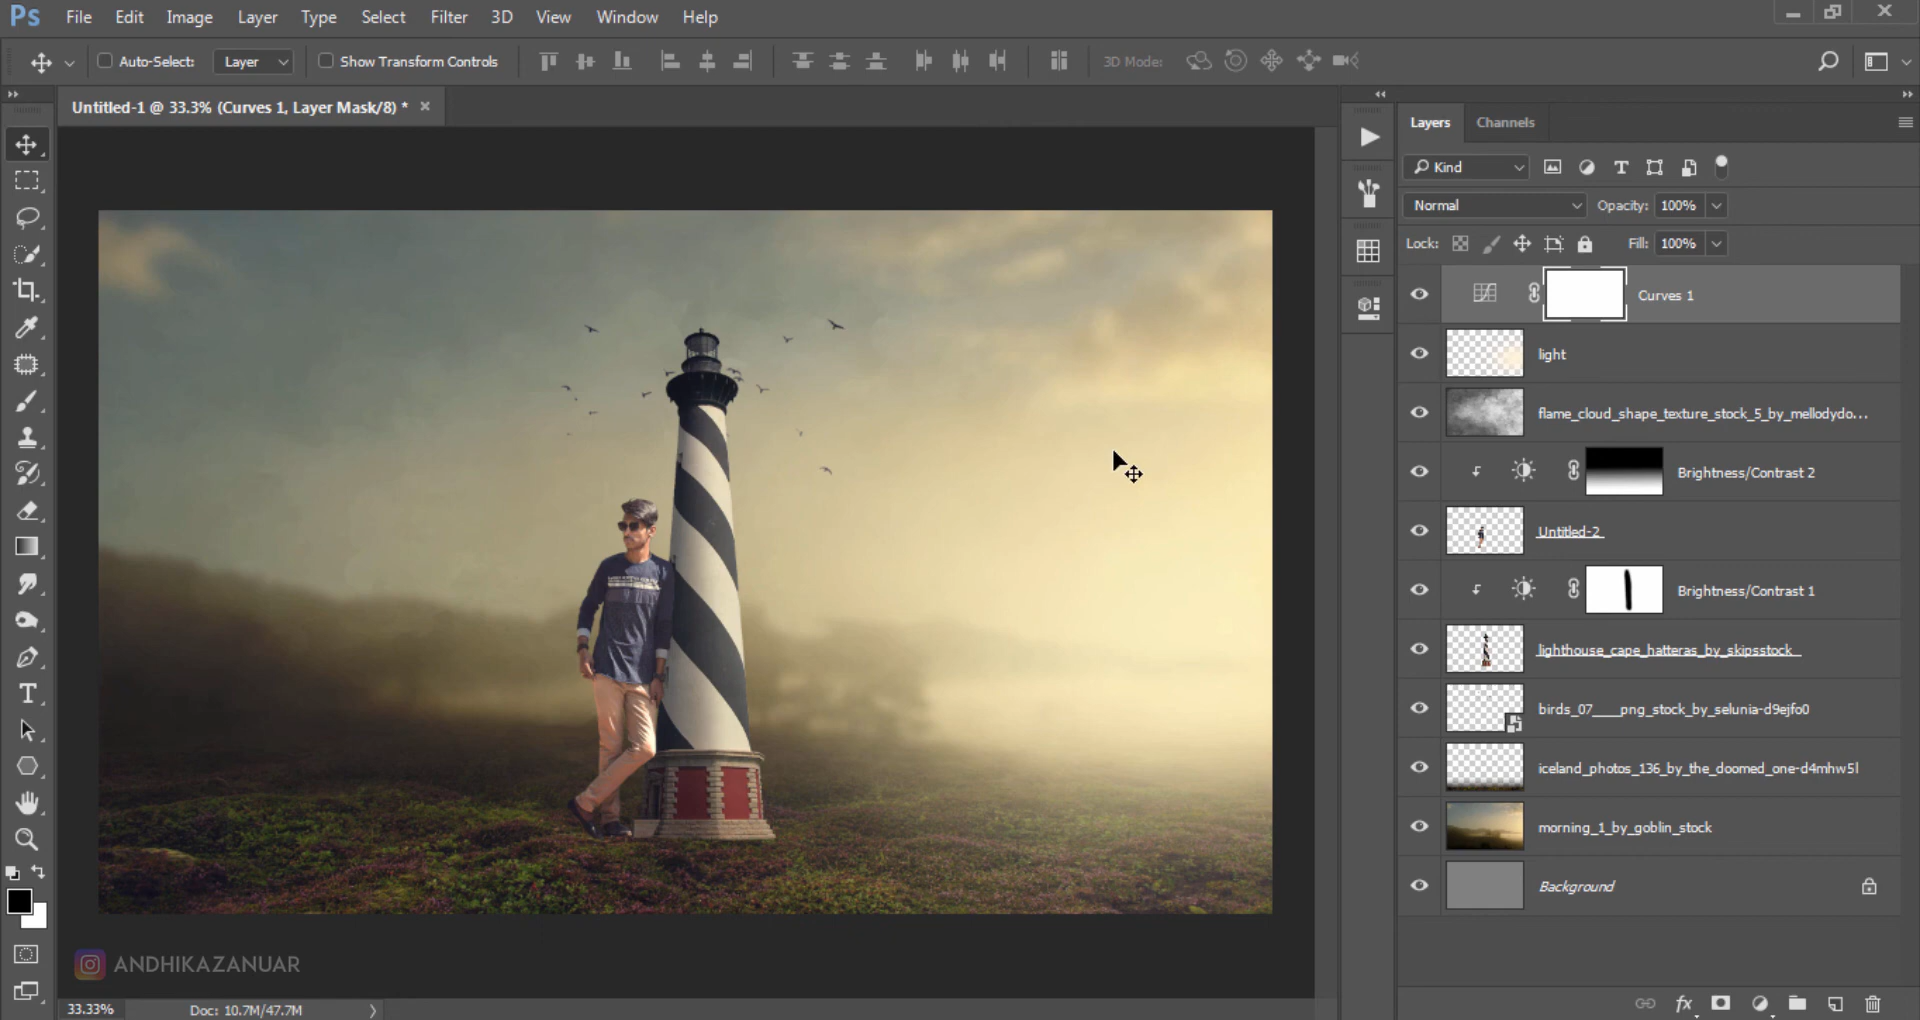 Ps File Edit Image Layer Type Select Filter 3D View Window Help
Auto-Select: Layer Show Transform Controls 3D Mode:
Untitled-1 @ 33.3% (Curves 1, Layer Mask/8) * ×
Layers Channels
Kind
Normal Opacity: 100%
Lock: Fill: 100%
Curves 1
light
flame_cloud_shape_texture_stock_5_by_mellodydo...
Brightness/Contrast 2
Untitled-2
Brightness/Contrast 1
lighthouse_cape_hatteras_by_skipsstock
birds_07____png_stock_by_selunia-d9ejfo0
iceland_photos_136_by_the_doomed_one-d4mhw5l
morning_1_by_goblin_stock
Background
ANDHIKAZANUAR
33.33% Doc: 10.7M/47.7M
fx